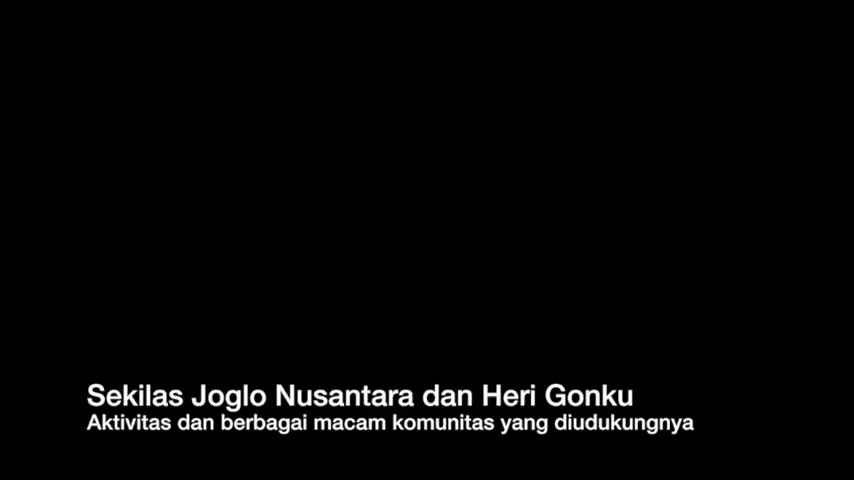 Sekilas Joglo Nusantara dan Heri Gonku
Aktivitas dan berbagai macam komunitas yang diudukungnya